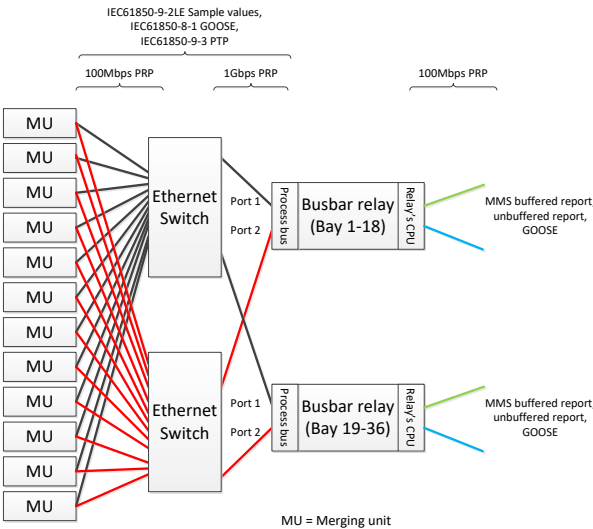 IEC61850-9-2LE Sample values,
IEC61850-8-1 GOOSE,
IEC61850-9-3 PTP
100Mbps PRP
1Gbps PRP
100Mbps PRP
MU
MU
MU
MU
MU
MU
MU
MU
MU
MU
MU
MU
Ethernet
Switch
Ethernet
Switch
Port 1
Port 2
Port 1
Port 2
Process bus
Busbar relay
(Bay 1-18)
Relay's CPU
MMS buffered report,
unbuffered report,
GOOSE
Process bus
Busbar relay
(Bay 19-36)
Relay's CPU
MMS buffered report,
unbuffered report,
GOOSE
MU = Merging unit